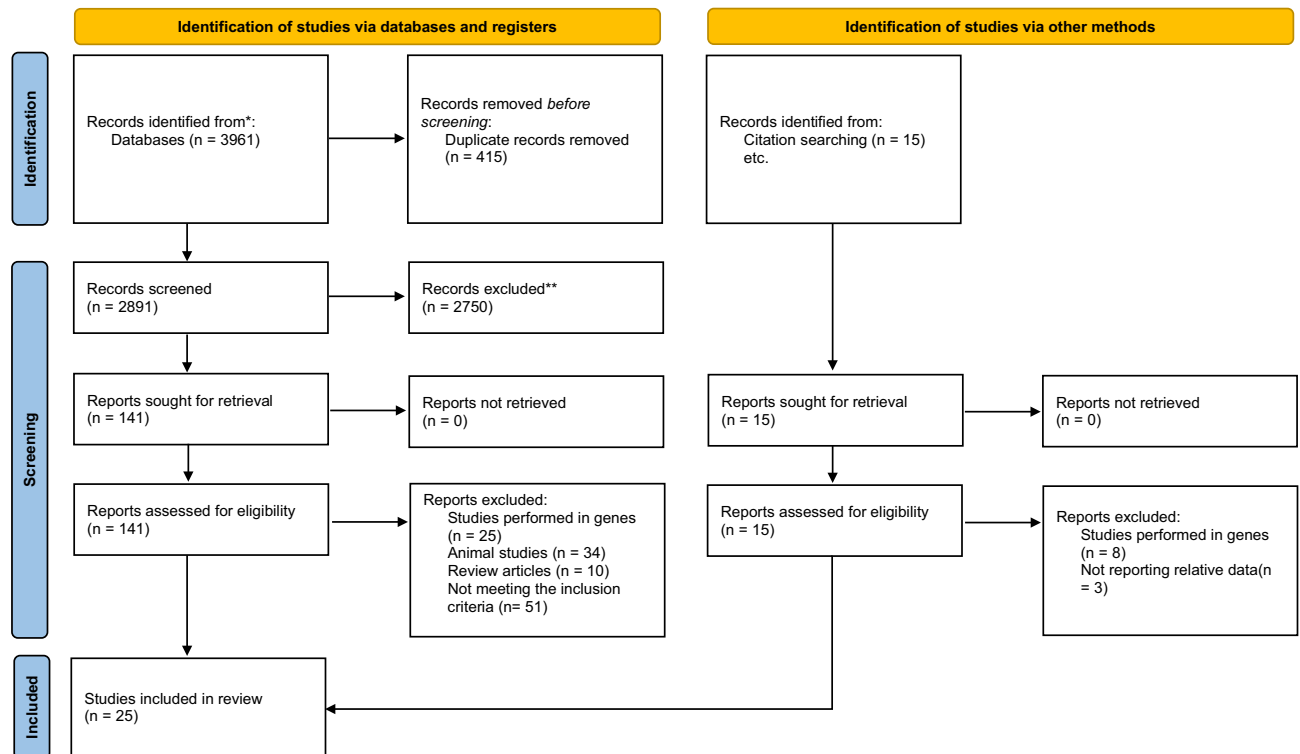 Identification of studies via databases and registers
Identification of studies via other methods
Identification
Records identified from*:
Databases (n = 3961)
Records removed before
screening:
Duplicate records removed
(n = 415)
Records identified from:
Citation searching (n = 15)
etc.
Screening
Records screened
(n = 2891)
Records excluded**
(n = 2750)
Reports sought for retrieval
(n = 141)
Reports not retrieved
(n = 0)
Reports sought for retrieval
(n = 15)
Reports not retrieved
(n = 0)
Reports assessed for eligibility
(n = 141)
Reports excluded:
Studies performed in genes
(n = 25)
Animal studies (n = 34)
Review articles (n = 10)
Not meeting the inclusion
criteria (n= 51)
Reports assessed for eligibility
(n = 15)
Reports excluded:
Studies performed in genes
(n = 8)
Not reporting relative data(n
= 3)
Included
Studies included in review
(n = 25)